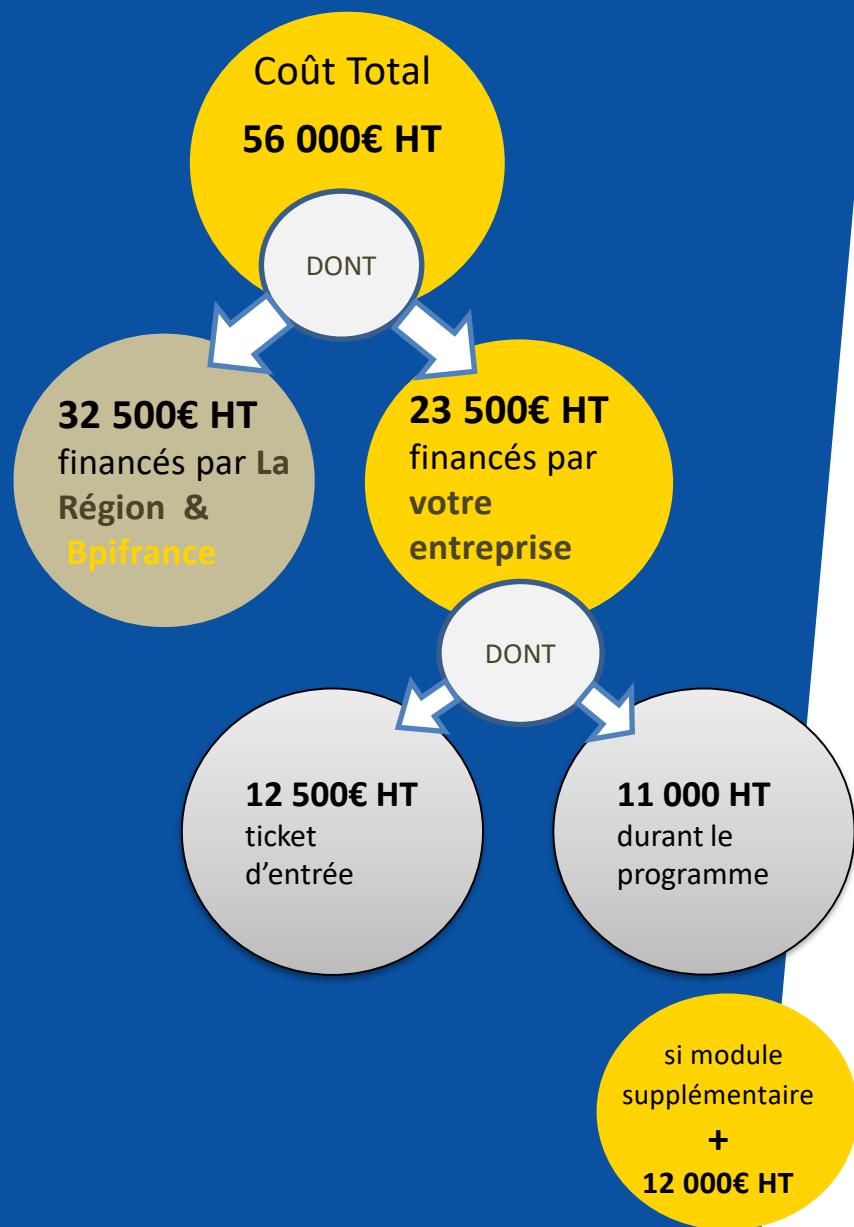 Coût Total
56 000€ HT
DONT
32 500€ HT
financés par La
Région &
Bpifrance
23 500€ HT
financés par
votre
entreprise
DONT
12 500€ HT
ticket
d’entrée
11 000 HT
durant le
programme
si module
supplémentaire
+
12 000€ HT